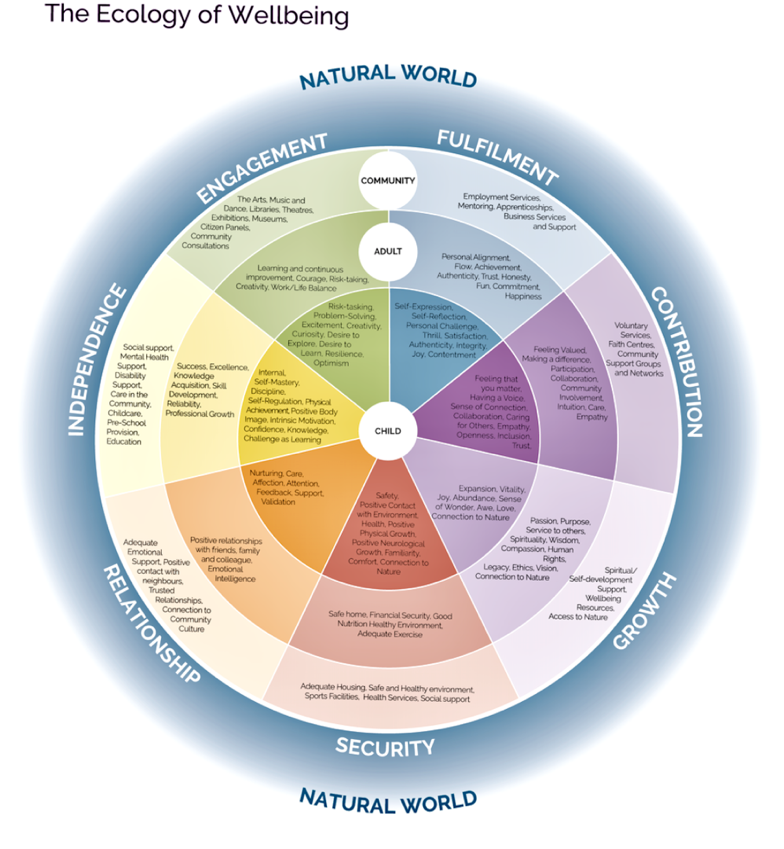 The Ecology of Wellbeing
NATURAL WORLD
ENGAGEMENT
FULFILMENT
COMMUNITY
The Arts, Music and
Dance, Libraries, Theatres,
Exhibitions, Museums,
Citizen Panels,
Community
Consultations
Employment Services,
Mentoring, Apprenticeships,
Business Services
and Support
ADULT
Learning and continuous
improvement, Courage, Risk-taking,
Creativity, Work/Life Balance
Personal Alignment,
Flow, Achievement,
Authenticity, Trust, Honesty,
Fun, Commitment,
Happiness
Risk-tasking,
Problem-Solving,
Excitement, Creativity,
Curiosity, Desire to
Explore, Desire to
Learn, Resilience,
Optimism
Self-Expression,
Self-Reflection,
Personal Challenge,
Thrill, Satisfaction,
Authenticity, Integrity,
Joy, Contentment
INDEPENDENCE
CONTRIBUTION
Social support,
Mental Health
Support,
Disability
Support,
Care in the
Community,
Childcare,
Pre-School
Provision,
Education
Success, Excellence,
Knowledge
Acquisition, Skill
Development,
Reliability,
Professional Growth
Internal,
Self-Mastery,
Discipline,
Self-Regulation, Physical
Achievement, Positive Body
Image, Intrinsic Motivation,
Confidence, Knowledge,
Challenge as Learning
CHILD
Feeling that
you matter,
Having a Voice,
Sense of Connection,
Collaboration, Caring
for Others, Empathy,
Openness, Inclusion,
Trust,
Feeling Valued,
Making a difference,
Participation,
Collaboration,
Community
Involvement,
Intuition, Care,
Empathy
Voluntary
Services,
Faith Centres,
Community
Support Groups
and Networks
Nurturing, Care,
Affection, Attention,
Feedback, Support,
Validation
Positive relationships
with friends, family
and colleague,
Emotional
Intelligence
Adequate
Emotional
Support, Positive
contact with
neighbours,
Trusted
Relationships,
Connection to
Community
Culture
Safety,
Positive Contact
with Environment,
Health, Positive
Physical Growth,
Positive Neurological
Growth, Familiarity,
Comfort, Connection to
Nature
Expansion, Vitality,
Joy, Abundance, Sense
of Wonder, Awe, Love,
Connection to Nature
Passion, Purpose,
Service to others,
Spirituality, Wisdom,
Compassion, Human
Rights,
Legacy, Ethics, Vision,
Connection to Nature
Spiritual/
Self-development
Support,
Wellbeing
Resources,
Access to Nature
RELATIONSHIP
GROWTH
Safe home, Financial Security, Good
Nutrition Healthy Environment,
Adequate Exercise
Adequate Housing, Safe and Healthy environment,
Sports Facilities, Health Services, Social support
SECURITY
NATURAL WORLD